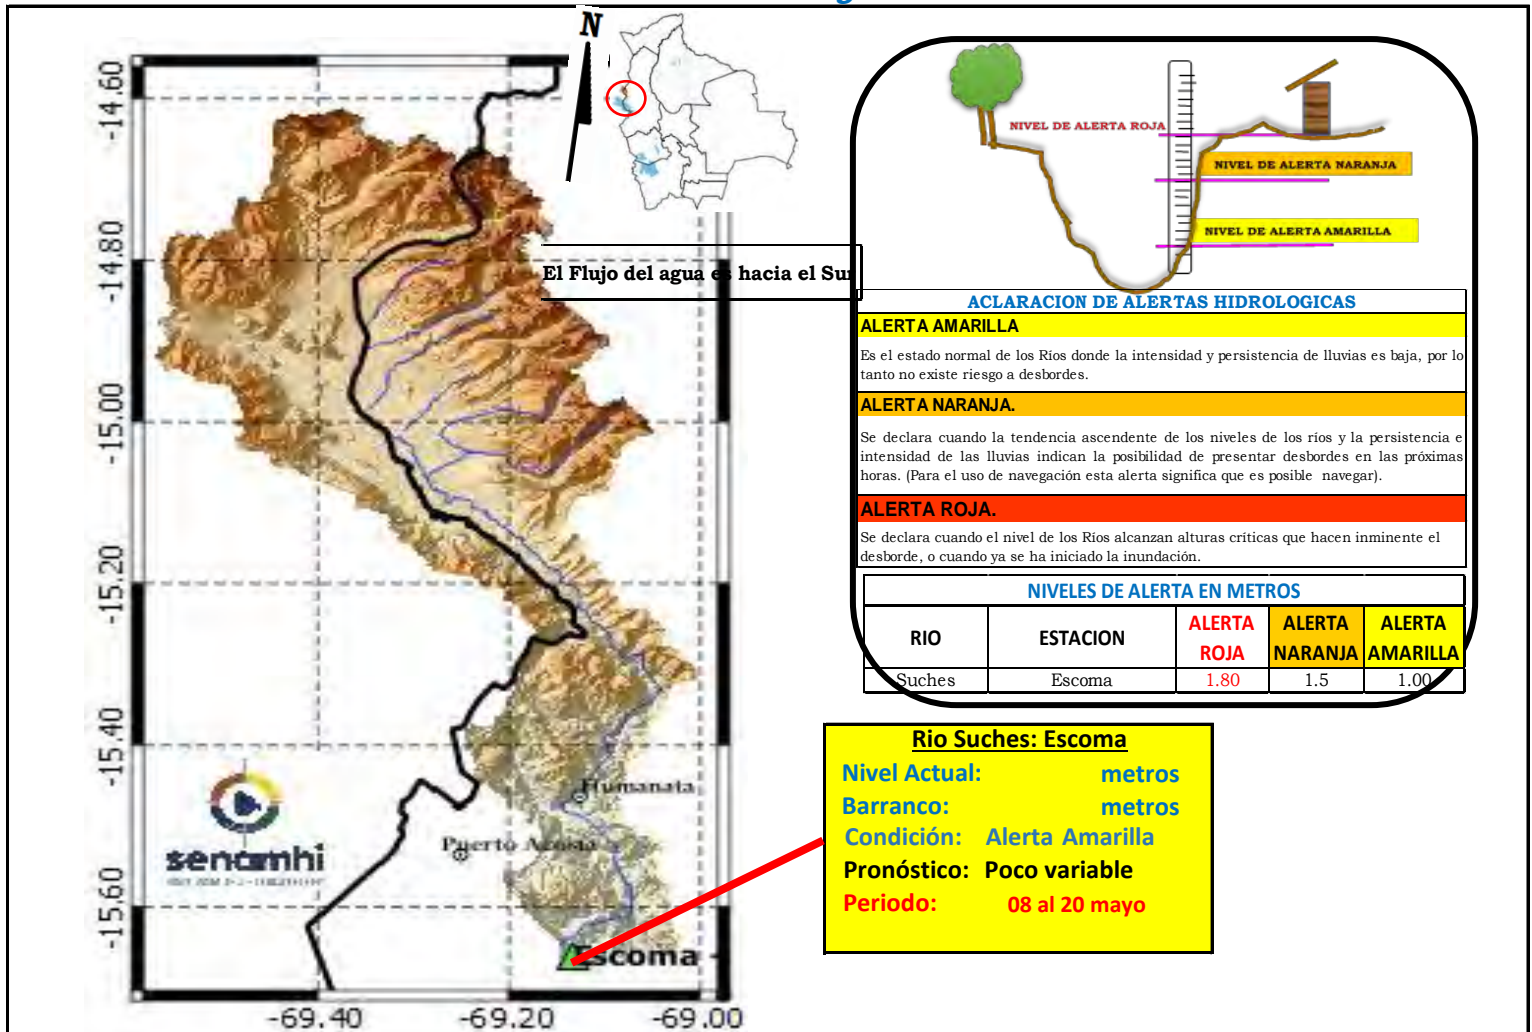 N
El Flujo del agua es hacia el Sur
-14.60
-14.80
-15.00
-15.20
-15.40
-15.60
-69.40
-69.20
-69.00
Humanata
Puerto Acosta
Escoma
senamhi
NIVEL DE ALERTA ROJA
NIVEL DE ALERTA NARANJA
NIVEL DE ALERTA AMARILLA
ACLARACION DE ALERTAS HIDROLOGICAS
ALERTA AMARILLA
Es el estado normal de los Ríos donde la intensidad y persistencia de lluvias es baja, por lo
tanto no existe riesgo a desbordes.
ALERTA NARANJA.
Se declara cuando la tendencia ascendente de los niveles de los ríos y la persistencia e
intensidad de las lluvias indican la posibilidad de presentar desbordes en las próximas
horas. (Para el uso de navegación esta alerta significa que es posible navegar).
ALERTA ROJA.
Se declara cuando el nivel de los Ríos alcanzan alturas críticas que hacen inminente el
desborde, o cuando ya se ha iniciado la inundación.
NIVELES DE ALERTA EN METROS
RIO ESTACION ALERTA ROJA ALERTA NARANJA ALERTA AMARILLA
Suches Escoma 1.80 1.5 1.00
Rio Suches: Escoma
Nivel Actual: metros
Barranco: metros
Condición: Alerta Amarilla
Pronóstico: Poco variable
Periodo: 08 al 20 mayo